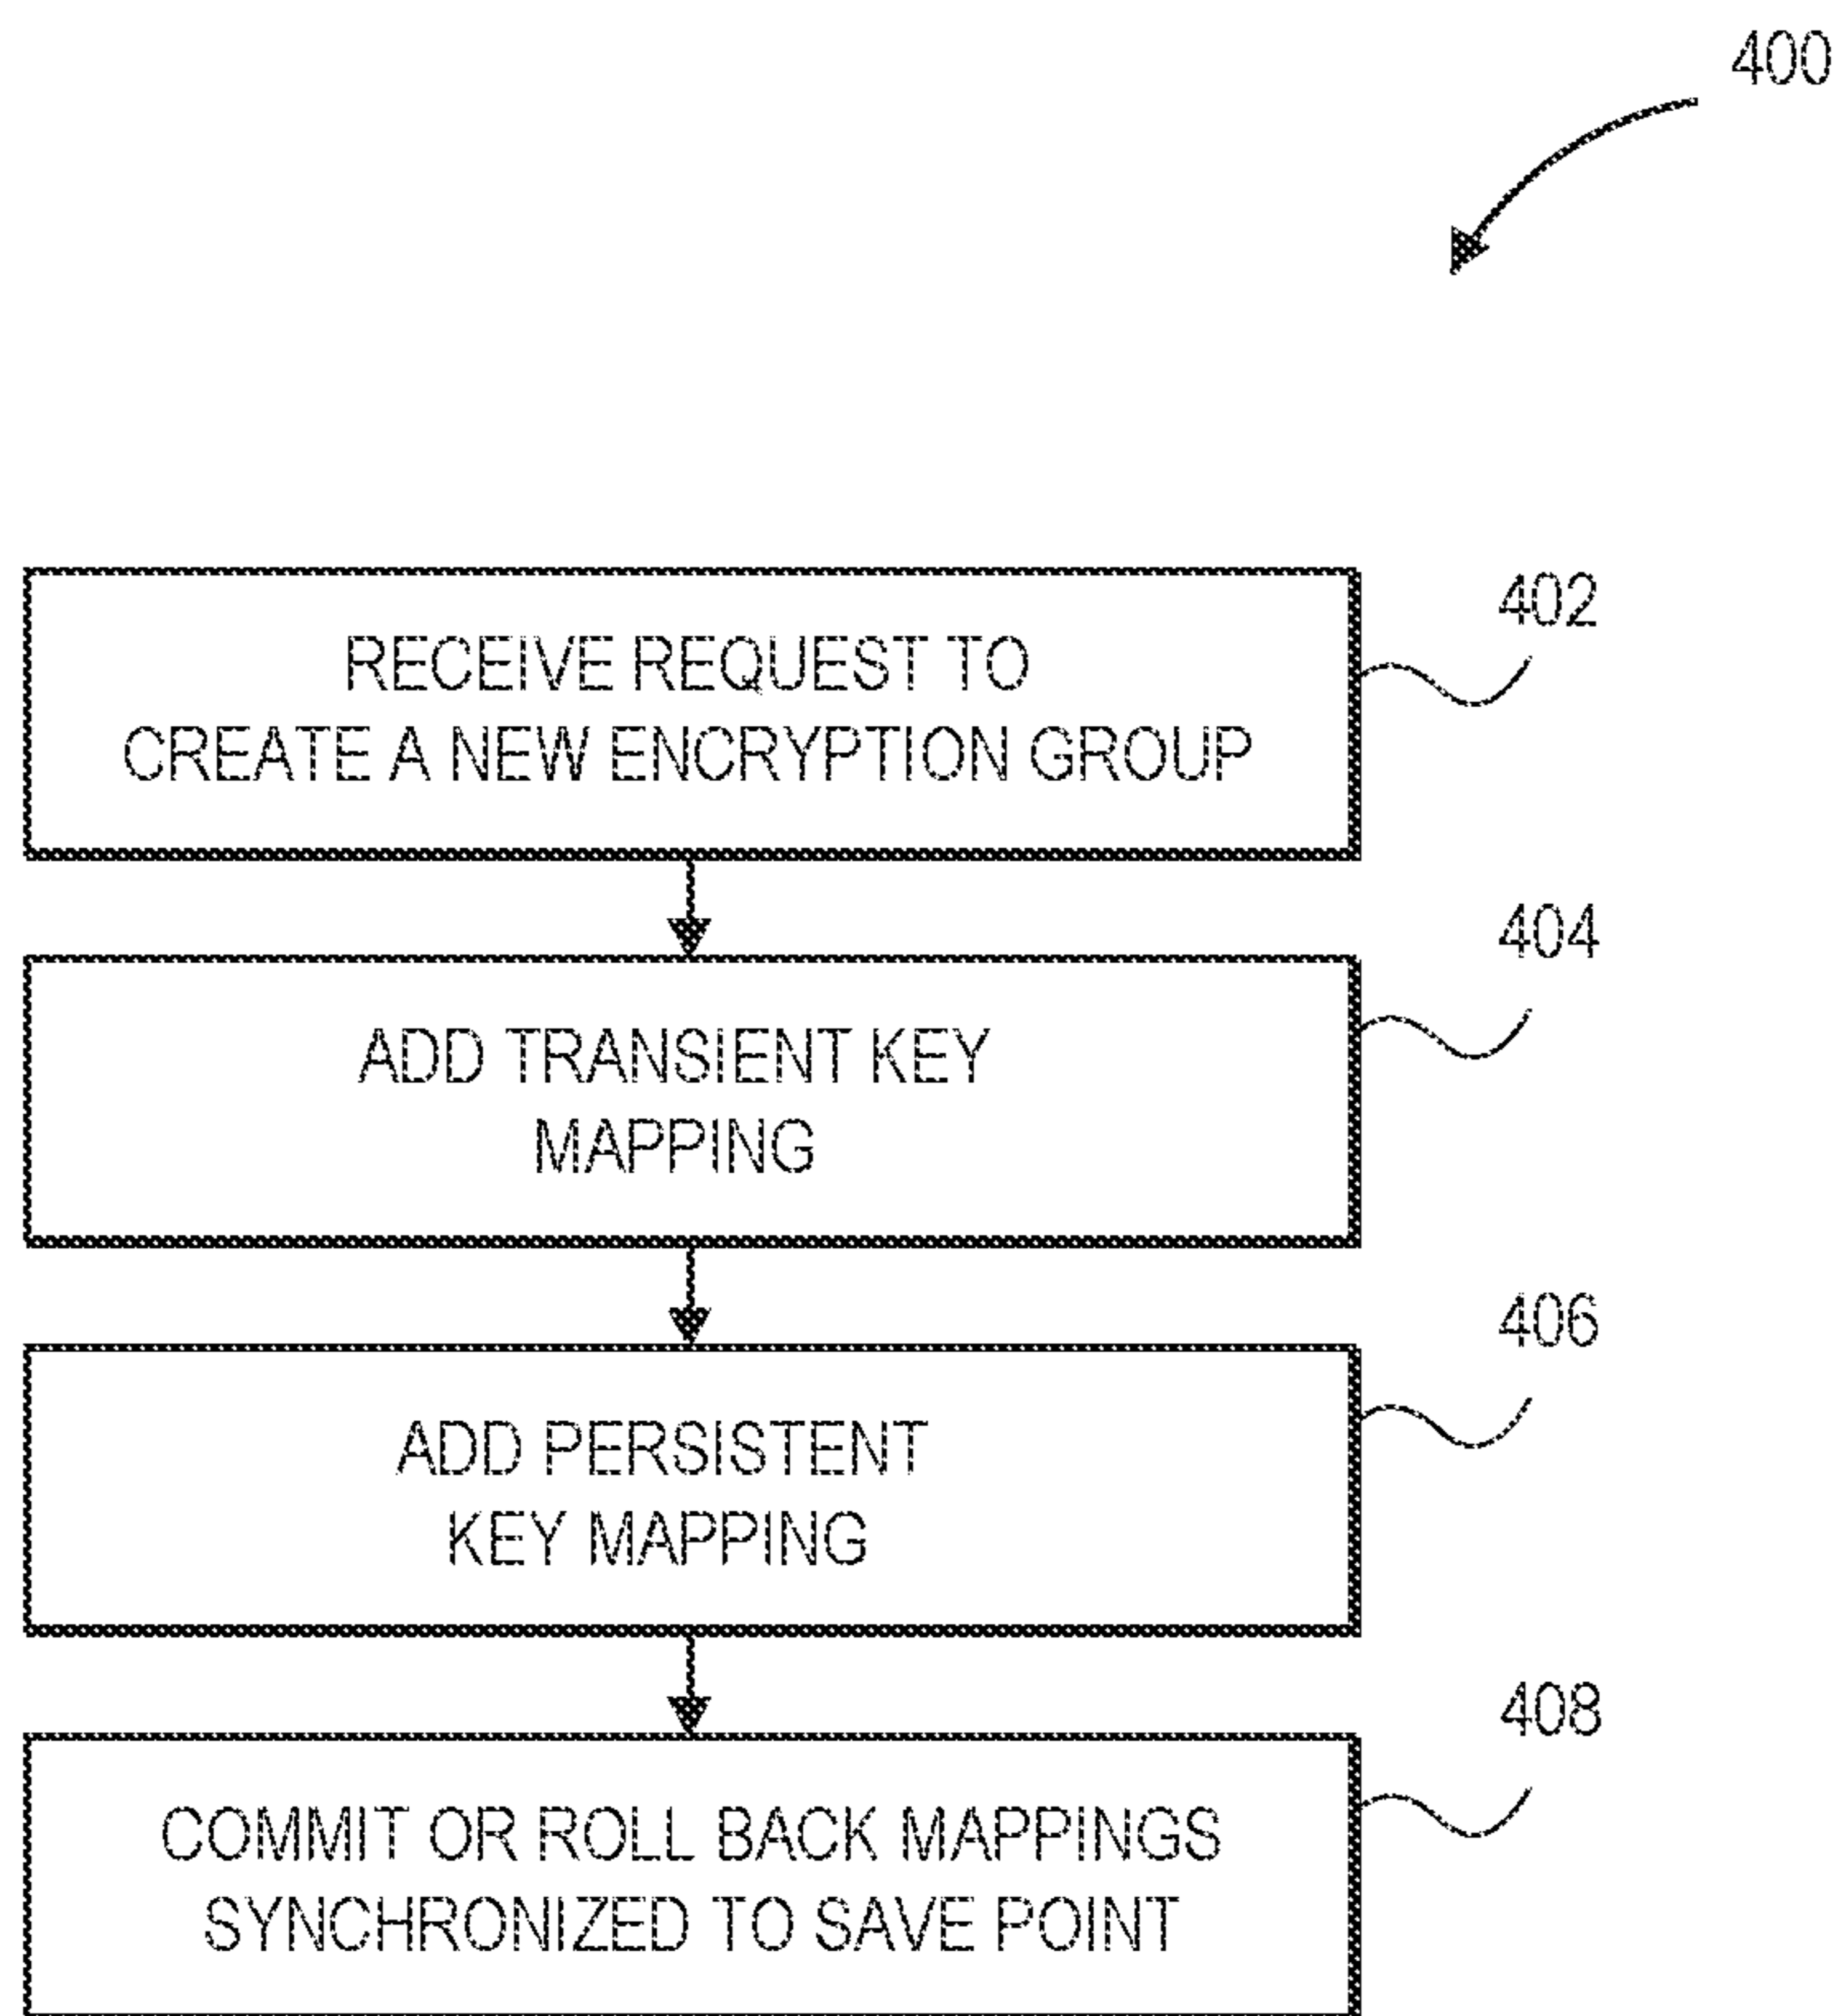 400
RECEIVE REQUEST TO
CREATE A NEW ENCRYPTION GROUP
402
ADD TRANSIENT KEY
MAPPING
404
ADD PERSISTENT
KEY MAPPING
406
COMMIT OR ROLL BACK MAPPINGS
SYNCHRONIZED TO SAVE POINT
408